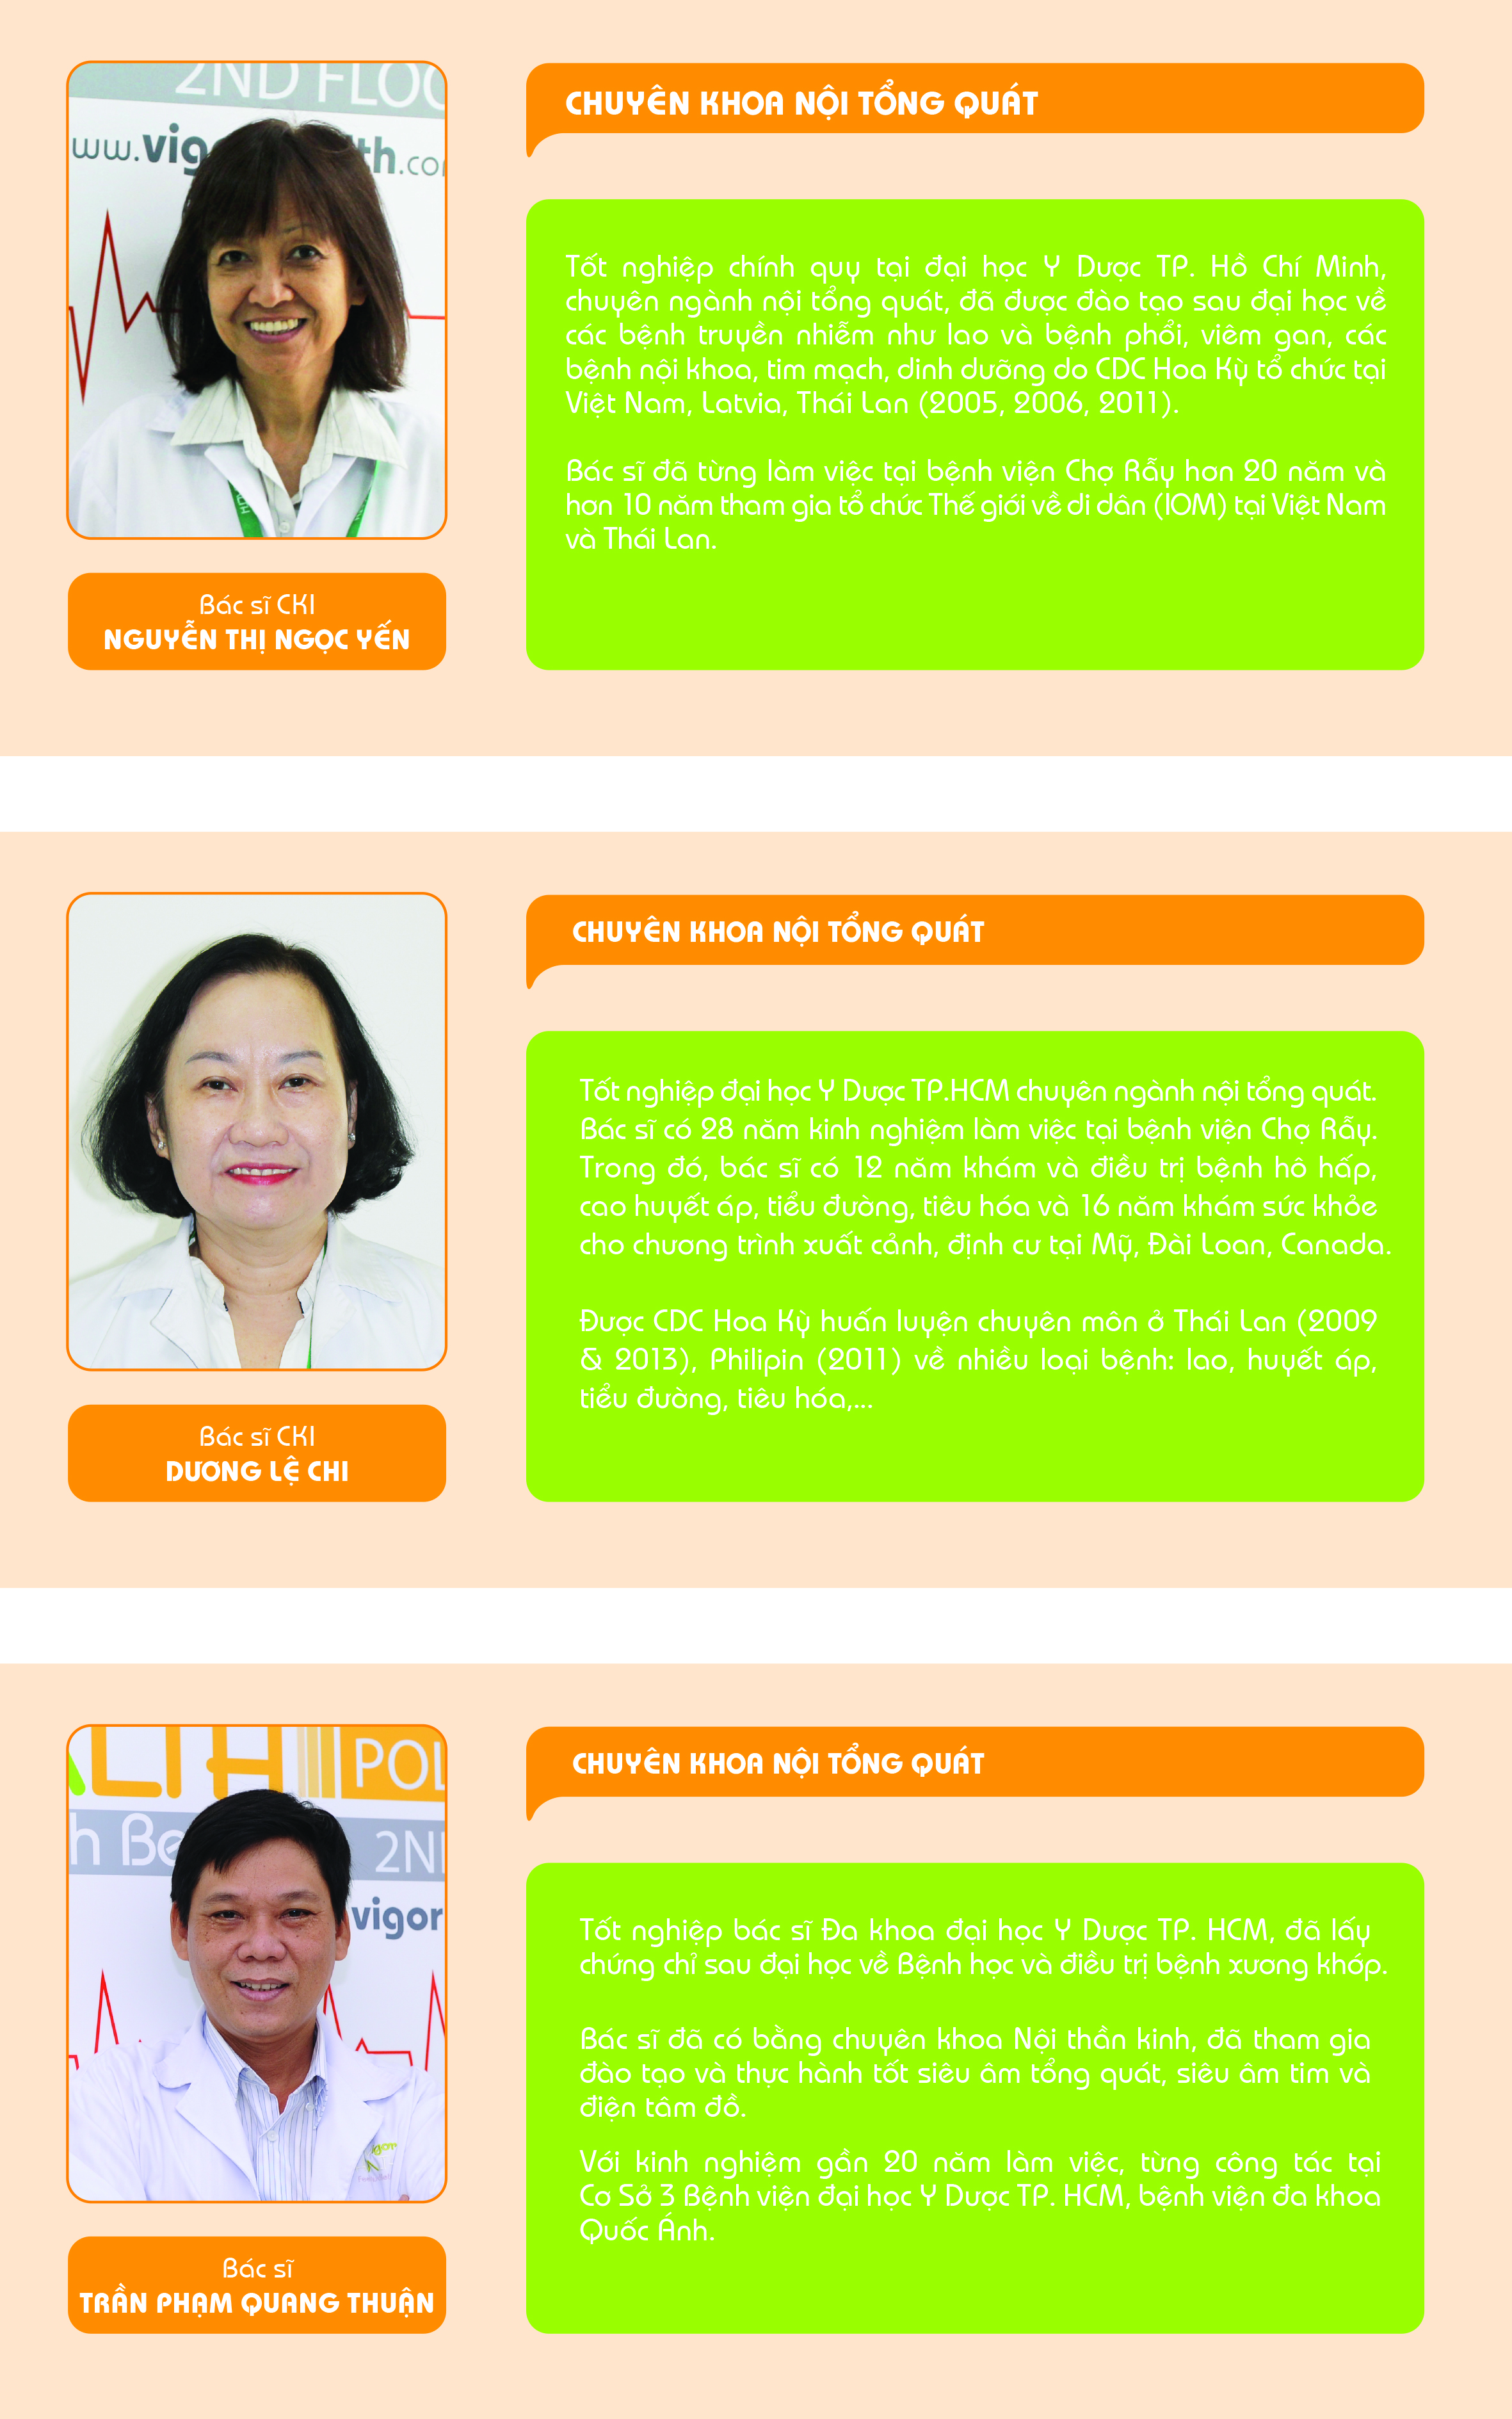 2ND FLOO
ww.vig
th.co
CHUYÊN KHOA NỘI TỔNG QUÁT
Tốt nghiệp chính quy tại đại học Y Dược TP. Hồ Chí Minh,
chuyên ngành nội tổng quát, đã được đào tạo sau đại học về
các bệnh truyền nhiễm như lao và bệnh phổi, viêm gan, các
bệnh nội khoa, tim mạch, dinh dưỡng do CDC Hoa Kỳ tổ chức tại
Việt Nam, Latvia, Thái Lan (2005, 2006, 2011).
Bác sĩ đã từng làm việc tại bệnh viện Chợ Rẫy hơn 20 năm và
hơn 10 năm tham gia tổ chức Thế giới về di dân (IOM) tại Việt Nam
và Thái Lan.
Bác sĩ CKI
NGUYỄN THỊ NGỌC YẾN
CHUYÊN KHOA NỘI TỔNG QUÁT
Tốt nghiệp đại học Y Dược TP.HCM chuyên ngành nội tổng quát.
Bác sĩ có 28 năm kinh nghiệm làm việc tại bệnh viện Chợ Rẫy.
Trong đó, bác sĩ có 12 năm khám và điều trị bệnh hô hấp,
cao huyết áp, tiểu đường, tiêu hóa và 16 năm khám sức khỏe
cho chương trình xuất cảnh, định cư tại Mỹ, Đài Loan, Canada.
Được CDC Hoa Kỳ huấn luyện chuyên môn ở Thái Lan (2009
& 2013), Philipin (2011) về nhiều loại bệnh: lao, huyết áp,
tiểu đường, tiêu hóa,...
Bác sĩ CKI
DƯƠNG LỆ CHI
ALTH POL
h Be 2N
vigor
CHUYÊN KHOA NỘI TỔNG QUÁT
Tốt nghiệp bác sĩ Đa khoa đại học Y Dược TP. HCM, đã lấy
chứng chỉ sau đại học về Bệnh học và điều trị bệnh xương khớp.
Bác sĩ đã có bằng chuyên khoa Nội thần kinh, đã tham gia
đào tạo và thực hành tốt siêu âm tổng quát, siêu âm tim và
điện tâm đồ.
Với kinh nghiệm gần 20 năm làm việc, từng công tác tại
Cơ Sở 3 Bệnh viện đại học Y Dược TP. HCM, bệnh viện đa khoa
Quốc Ánh.
Bác sĩ
TRẦN PHẠM QUANG THUẬN